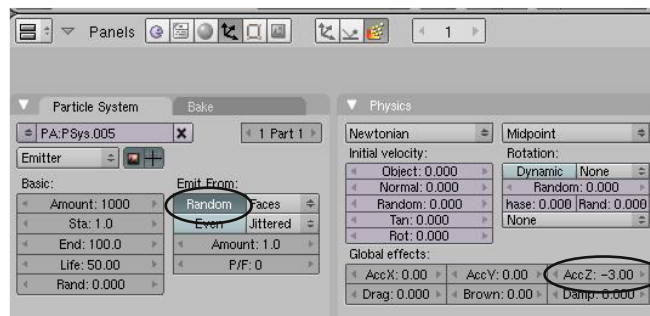 Panels
1
Particle System
Bake
Physics
PA:PSys.005
X
1 Part 1
Emitter
Basic:
Amount: 1000
Sta: 1.0
End: 100.0
Life: 50.00
Rand: 0.000
Emit From:
Random
Faces
Even
Jittered
Amount: 1.0
P/F: 0
Newtonian
Midpoint
Initial velocity:
Object: 0.000
Normal: 0.000
Random: 0.000
Tan: 0.000
Rot: 0.000
Rotation:
Dynamic
None
Random: 0.000
hase: 0.000
Rand: 0.000
None
Global effects:
AccX: 0.00
AccY: 0.00
AccZ: -3.00
Drag: 0.000
Brown: 0.00
Damp: 0.000